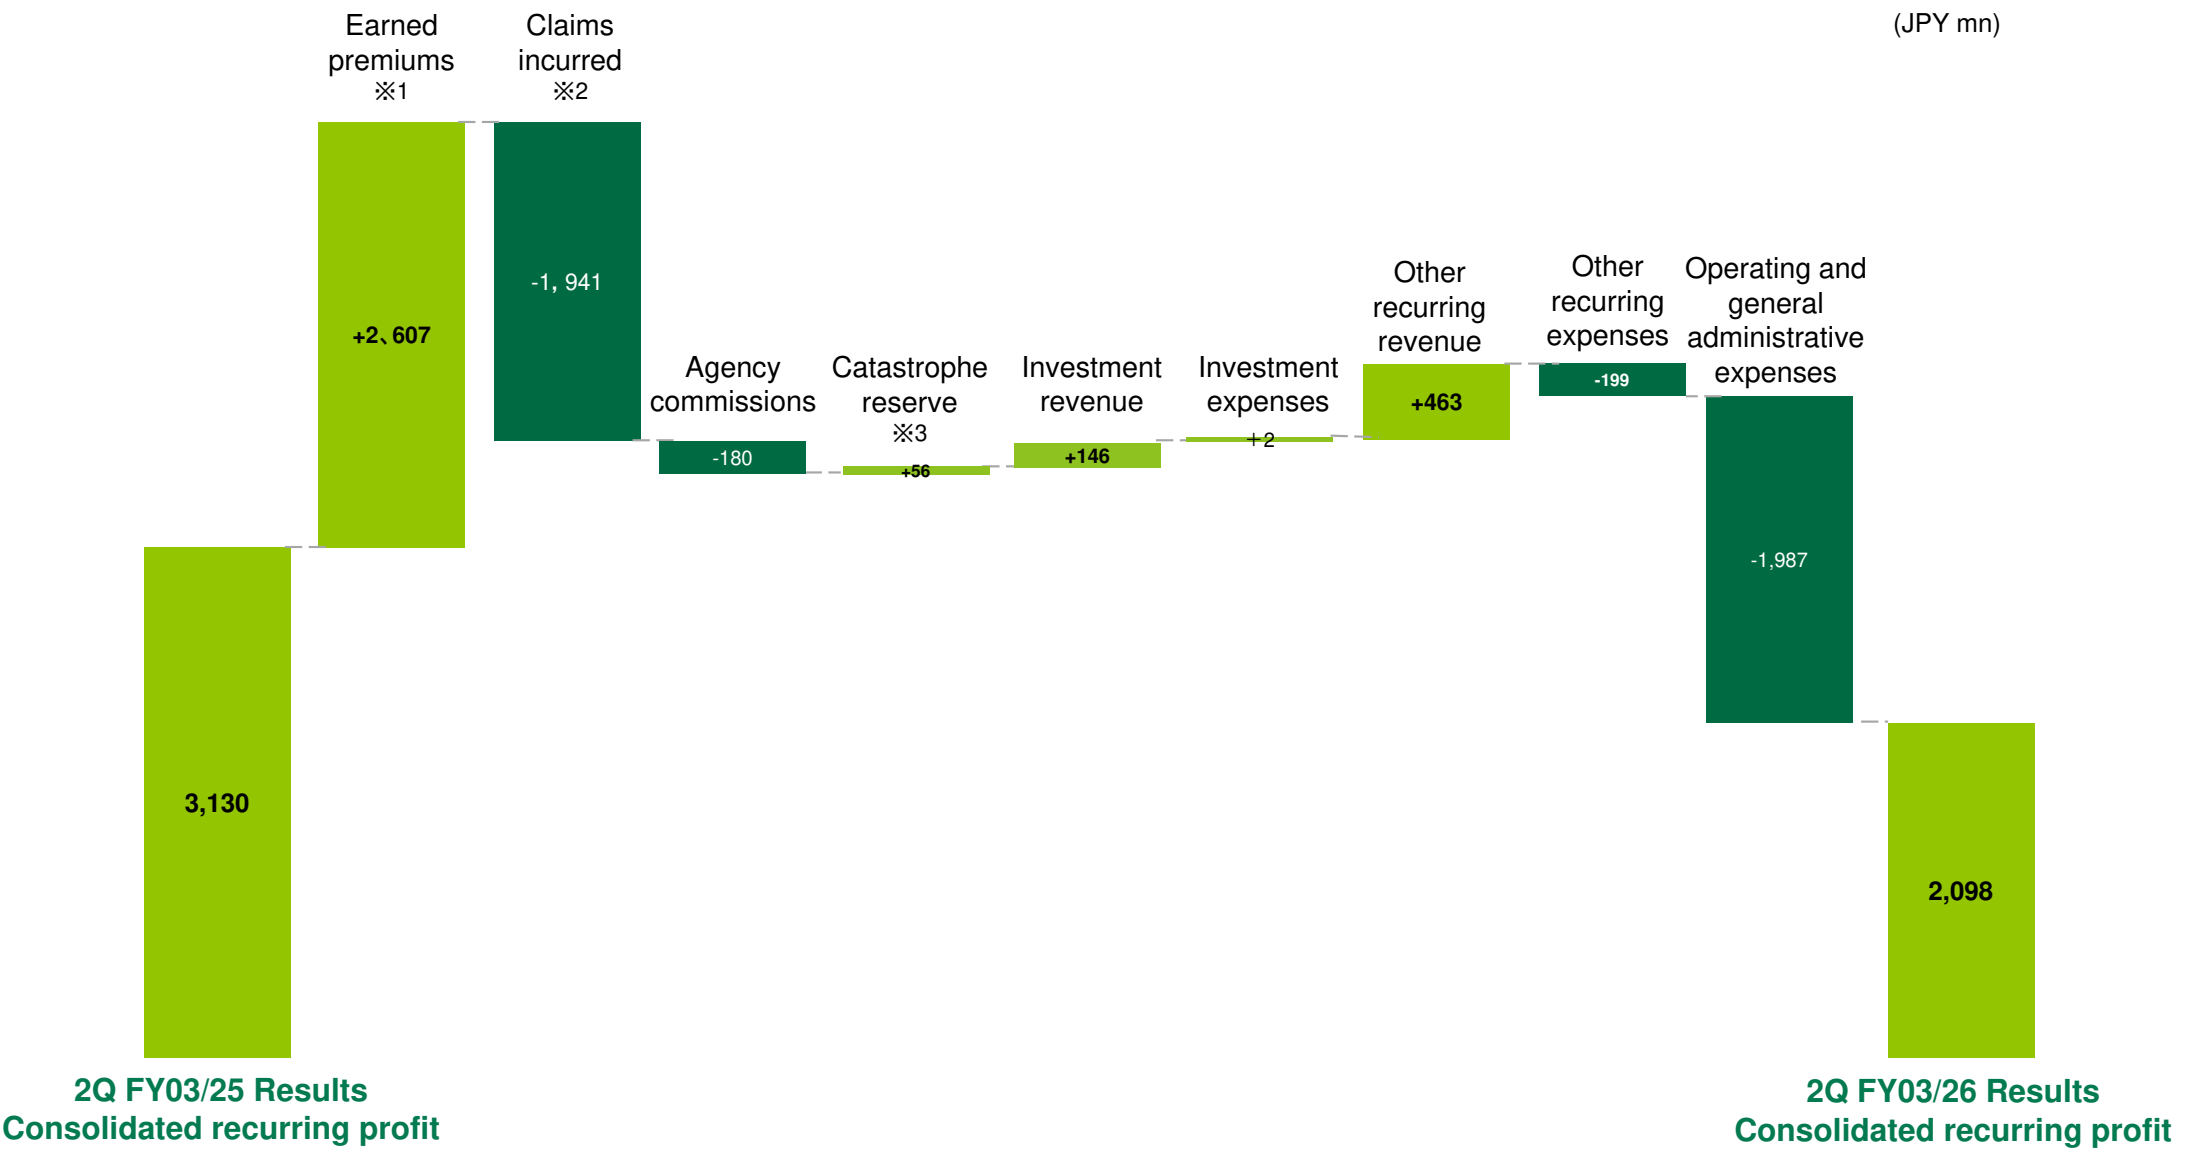 (JPY mn)
Earned
premiums
※1
Claims
incurred
※2
+2、607
-1, 941
Agency
commissions
-180
Catastrophe
reserve
※3
+56
Investment
revenue
+146
Investment
expenses
+2
Other
recurring
revenue
+463
Other
recurring
expenses
-199
Operating and
general
administrative
expenses
-1,987
3,130
2,098
2Q FY03/25 Results
Consolidated recurring profit
2Q FY03/26 Results
Consolidated recurring profit